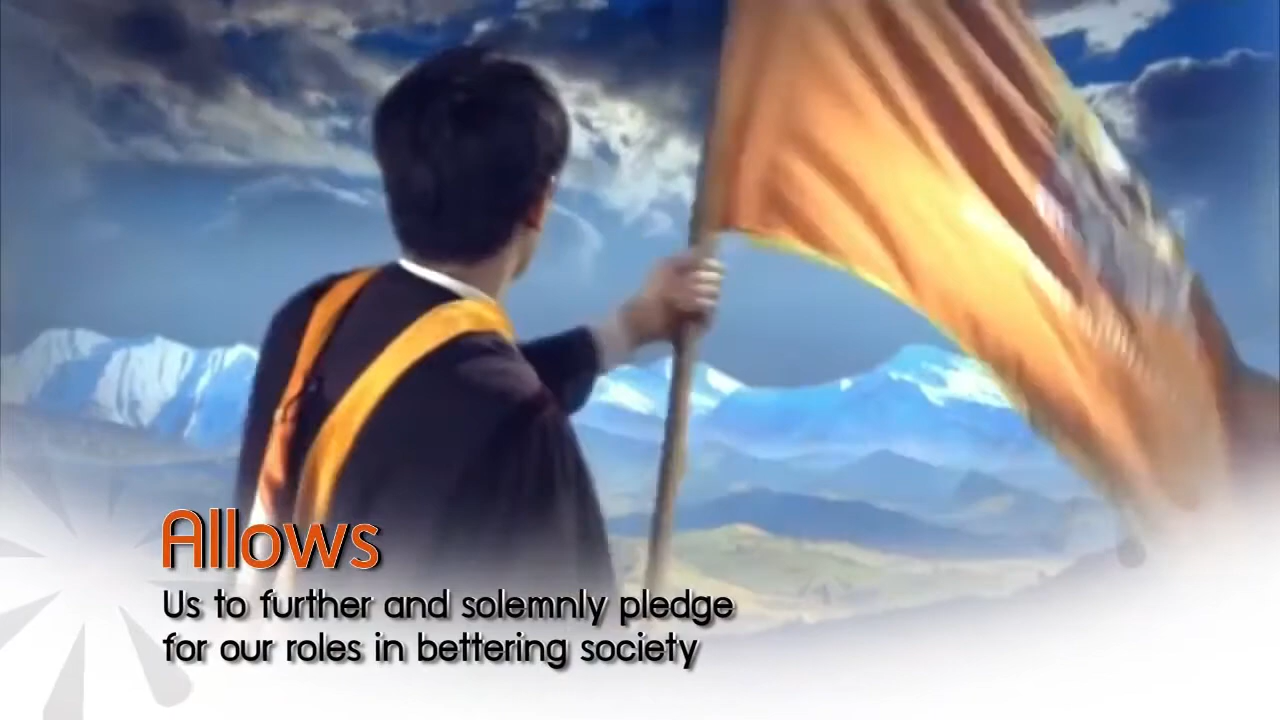 Allows
Us to further and solemnly pledge
for our roles in bettering society